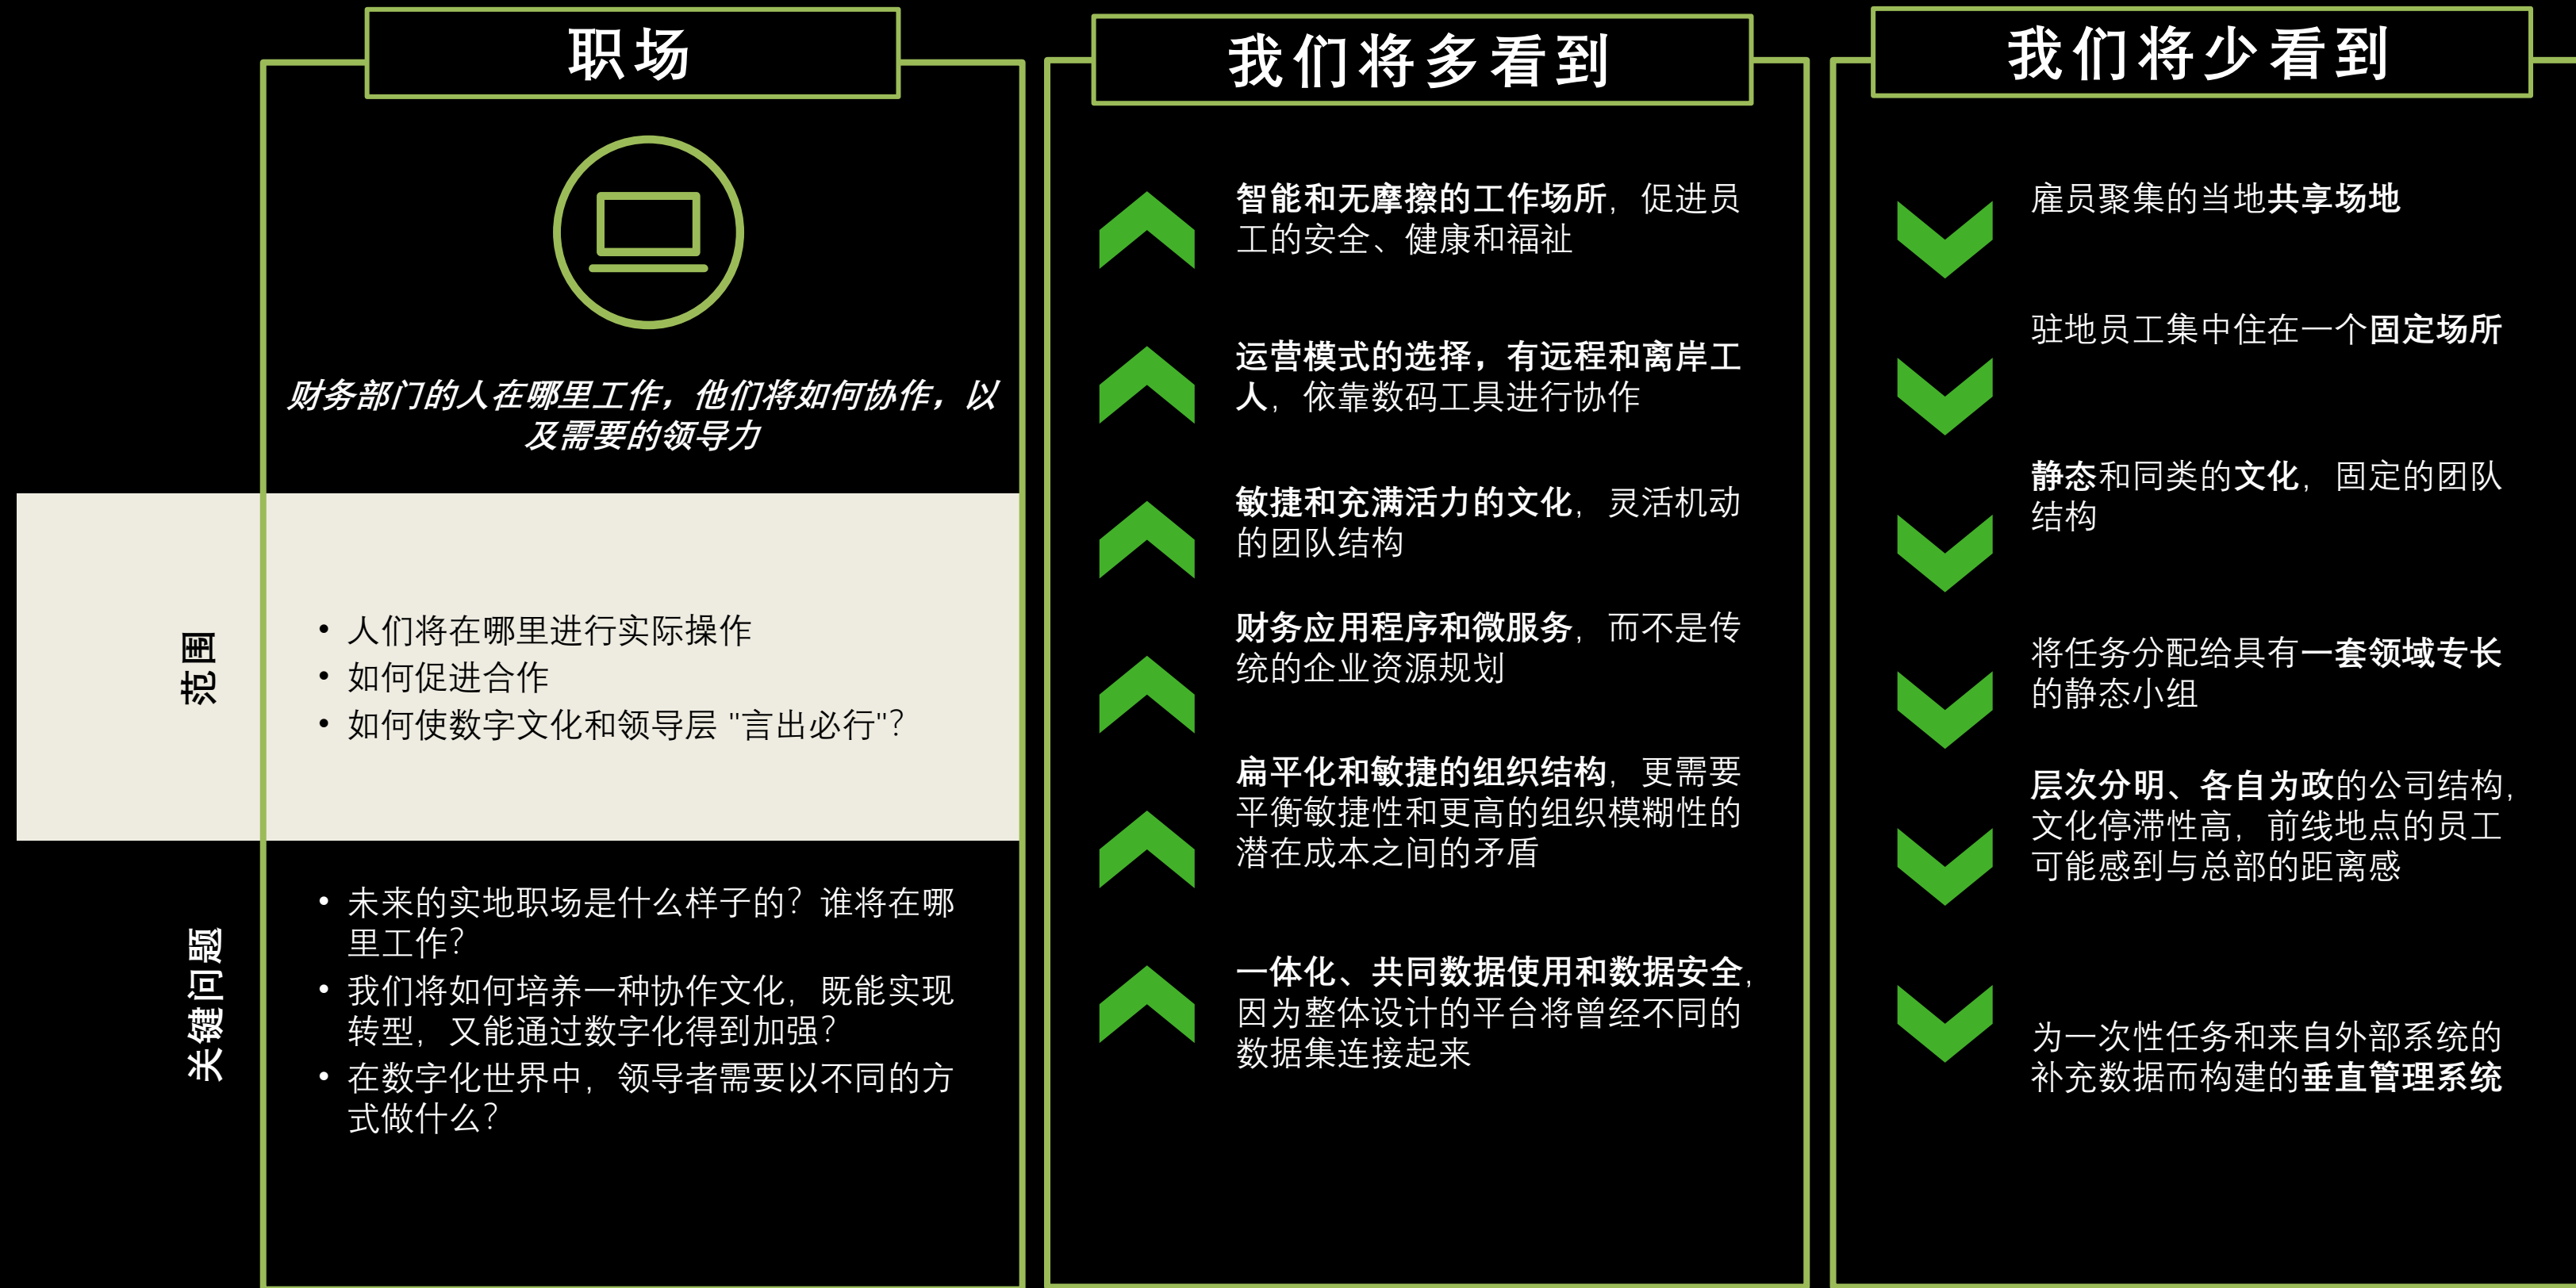 职场
财务部门的人在哪里工作，他们将如何协作，以
及需要的领导力
范围
• 人们将在哪里进行实际操作
• 如何促进合作
• 如何使数字文化和领导层 "言出必行"？
关键问题
• 未来的实地职场是什么样子的？谁将在哪
里工作？
• 我们将如何培养一种协作文化，既能实现
转型，又能通过数字化得到加强？
• 在数字化世界中，领导者需要以不同的方
式做什么？
我们将多看到
智能和无摩擦的工作场所，促进员
工的安全、健康和福祉
运营模式的选择，有远程和离岸工
人，依靠数码工具进行协作
敏捷和充满活力的文化，灵活机动
的团队结构
财务应用程序和微服务，而不是传
统的企业资源规划
扁平化和敏捷的组织结构，更需要
平衡敏捷性和更高的组织模糊性的
潜在成本之间的矛盾
一体化、共同数据使用和数据安全，
因为整体设计的平台将曾经不同的
数据集连接起来
我们将少看到
雇员聚集的当地共享场地
驻地员工集中住在一个固定场所
静态和同类的文化，固定的团队
结构
将任务分配给具有一套领域专长
的静态小组
层次分明、各自为政的公司结构，
文化停滞性高，前线地点的员工
可能感到与总部的距离感
为一次性任务和来自外部系统的
补充数据而构建的垂直管理系统